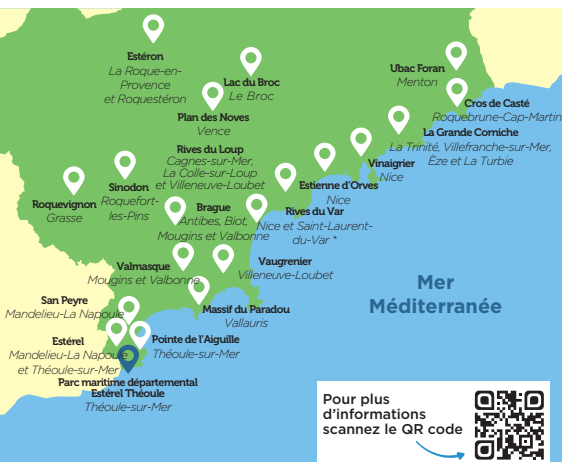 Estéron
La Roque-en-
Provence
et Roquestéron
Lac du Broc
Le Broc
Plan des Noves
Vence
Ubac Foran
Menton
Cros de Casté
Roquebrune-Cap-Martin
La Grande Corniche
La Trinité, Villefranche-sur-Mer,
Èze et La Turbie
Vinaigrier
Nice
Rives du Loup
Cagnes-sur-Mer,
La Colle-sur-Loup
et Villeneuve-Loubet
Estienne d'Orves
Nice
Sinodon
Roquefort-
les-Pins
Roquevignon
Grasse
Brague
Antibes, Biot,
Mougins et Valbonne
Rives du Var
Nice et Saint-Laurent-
du-Var *
Valmasque
Mougins et Valbonne
Vaugrenier
Villeneuve-Loubet
Mer
Méditerranée
San Peyre
Mandelieu-La Napoule
Massif du Paradou
Vallauris
Estérel
Mandelieu-La Napoule
et Théoule-sur-Mer
Pointe de l'Aiguille
Théoule-sur-Mer
Parc maritime départemental
Estérel Théoule
Théoule-sur-Mer
Pour plus
d'informations
scannez le QR code